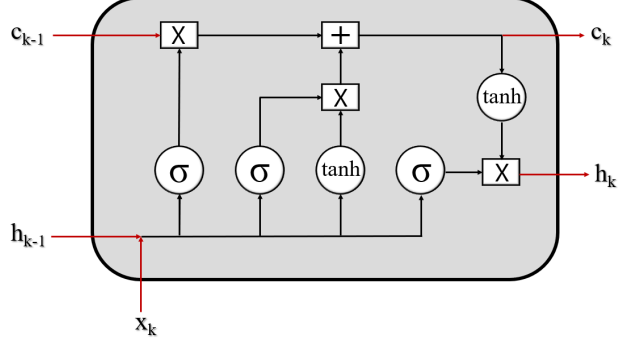 c_{k-1} X + c_k
X tanh
σ σ tanh σ X h_k
h_{k-1}
x_k